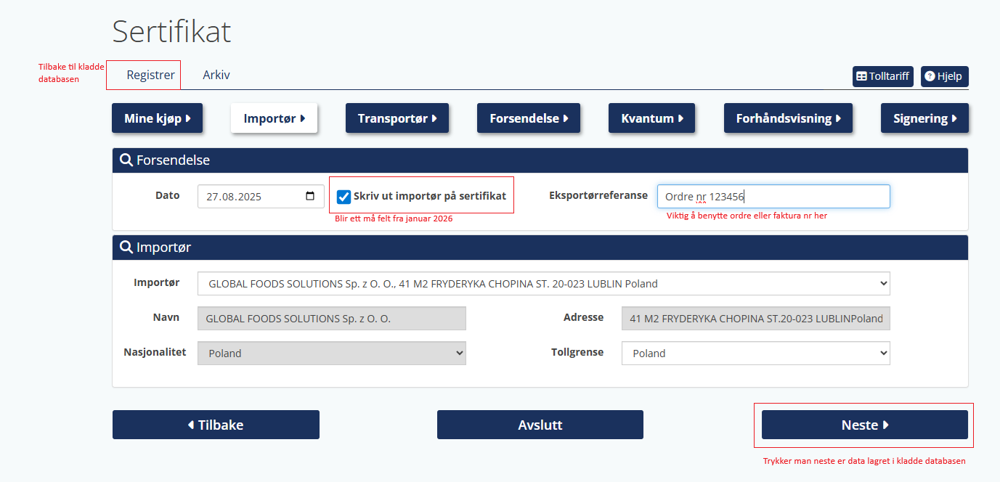 Sertifikat
Tilbake til kladde
databasen
Registrer
Arkiv
Tolltariff
Hjelp
Mine kjøp
Importør
Transportør
Forsendelse
Kvantum
Forhåndsvisning
Signering
Forsendelse
Dato
27.08.2025
Skriv ut importør på sertifikat
Eksportørreferanse
Ordre nr 123456
Blir ett må felt fra januar 2026
Viktig å benytte ordre eller faktura nr her
Importør
Importør
GLOBAL FOODS SOLUTIONS Sp. z O. O., 41 M2 FRYDERYKA CHOPINA ST. 20-023 LUBLIN Poland
Navn
GLOBAL FOODS SOLUTIONS Sp. z O. O.
Adresse
41 M2 FRYDERYKA CHOPINA ST.20-023 LUBLINPoland
Nasjonalitet
Poland
Tollgrense
Poland
Tilbake
Avslutt
Neste
Trykker man neste er data lagret i kladde databasen